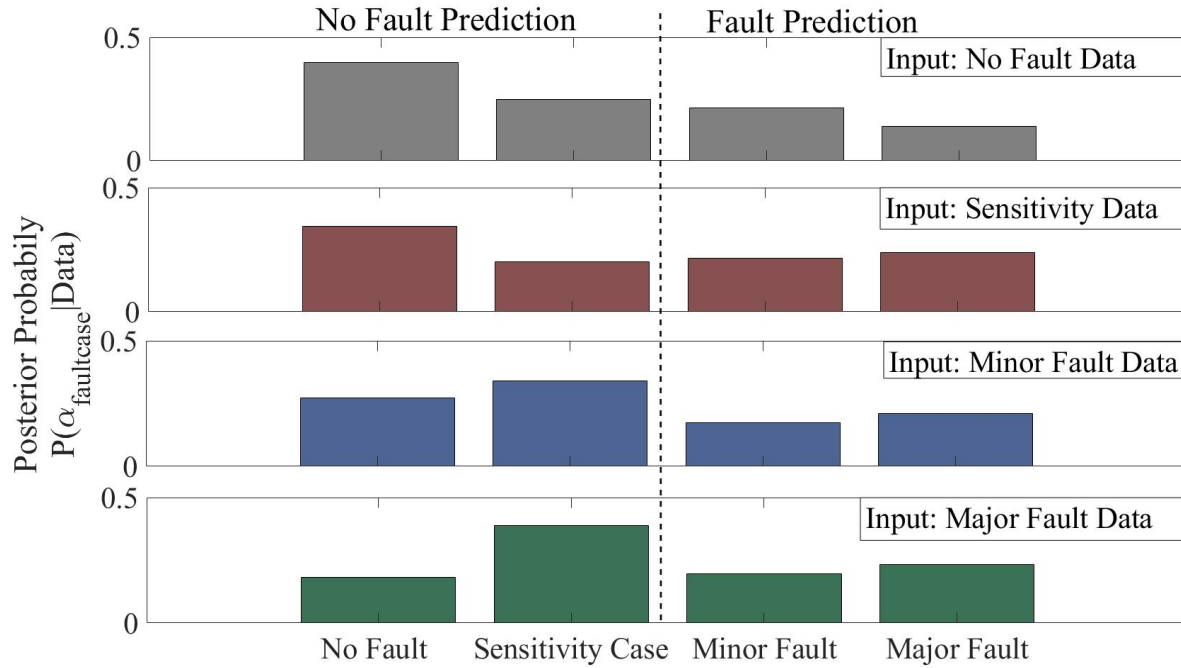 No Fault Prediction
Fault Prediction
0.5
Input: No Fault Data
0
0.5
Input: Sensitivity Data
0
Posterior Probabily
P(α_faultcase|Data)
0.5
Input: Minor Fault Data
0
0.5
Input: Major Fault Data
0
No Fault
Sensitivity Case
Minor Fault
Major Fault